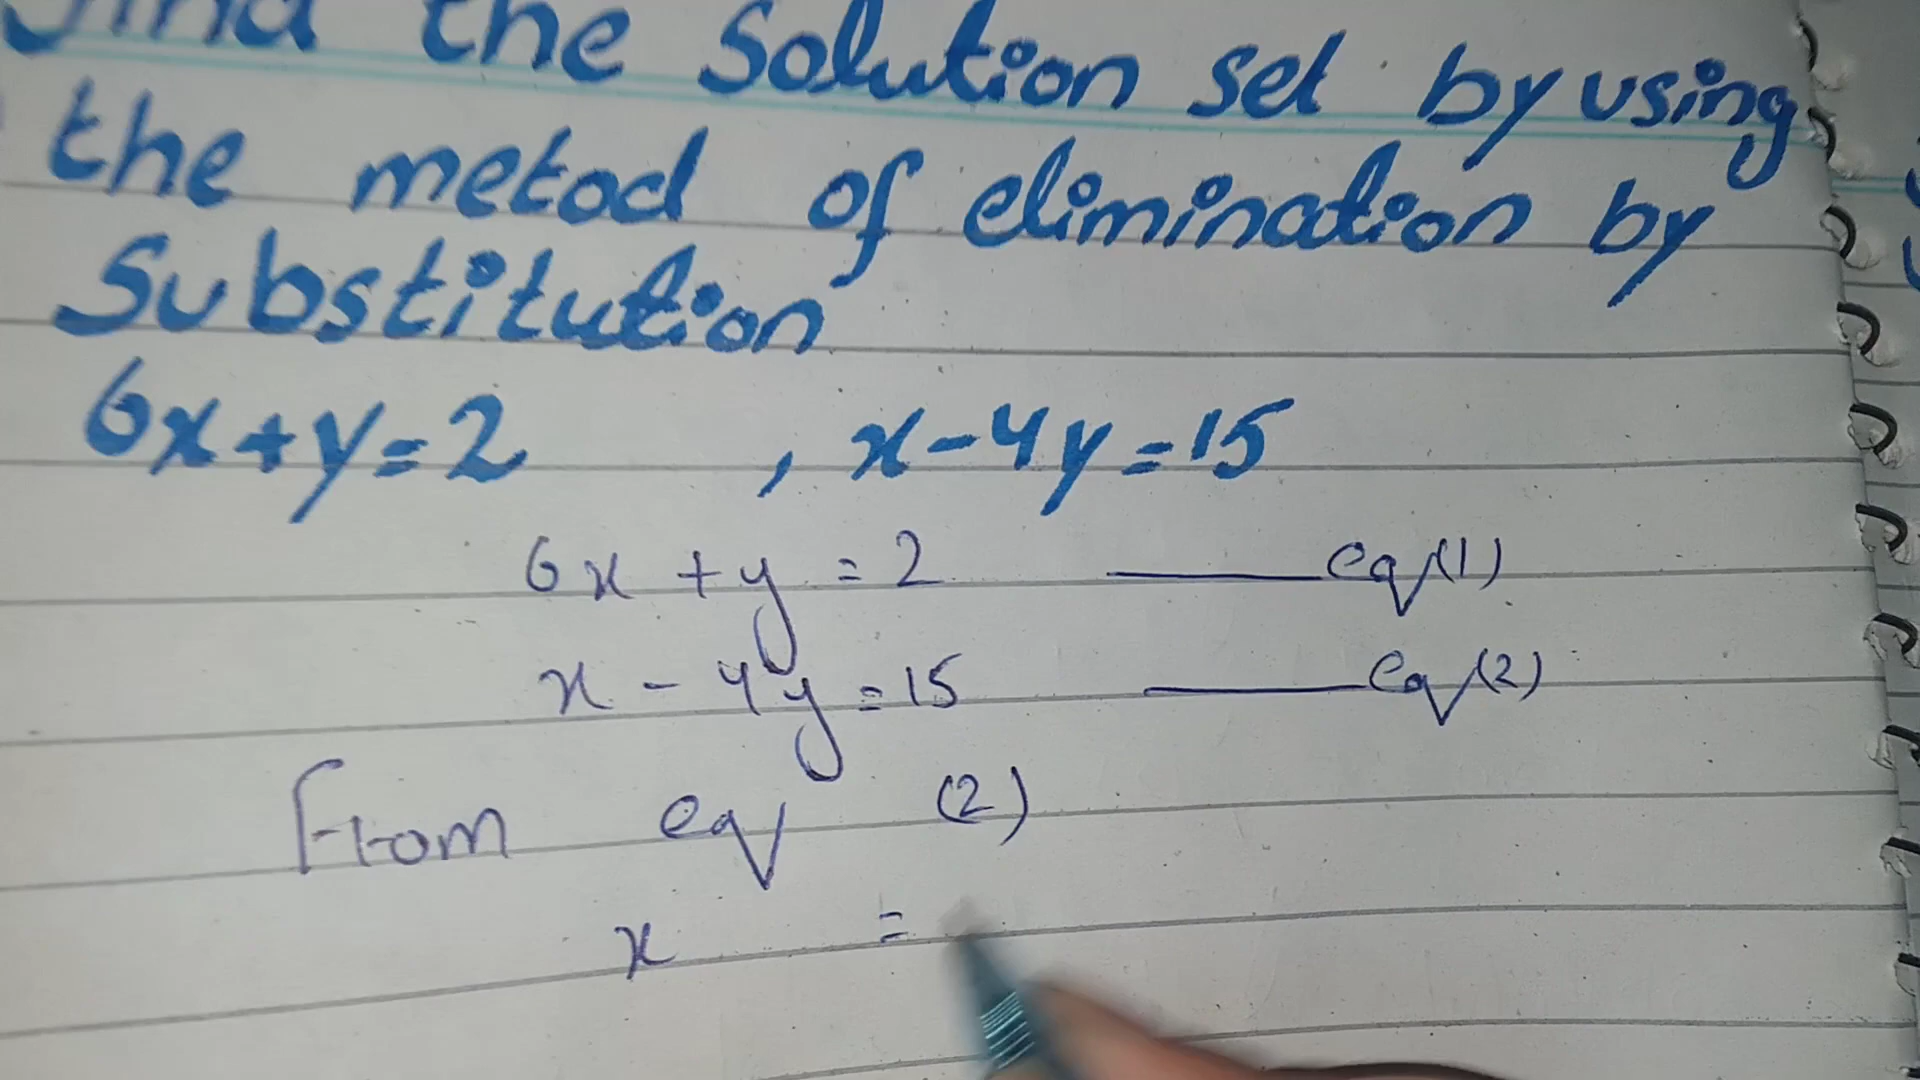 Find the Solution set by using
the metod of elimination by
Substitution
6x+y=2 , x-4y=15
6x+y=2 ——— eq(1)
x-4y=15 ——— eq(2)
From eq (2)
x =